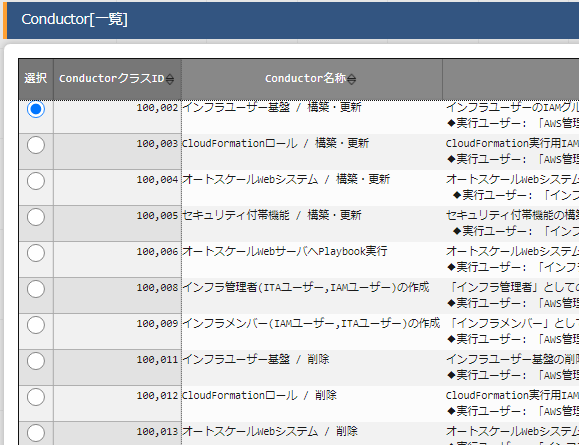 Conductor[一覧]
選択 ConductorクラスID Conductor名称
100,002 インフラユーザー基盤 / 構築・更新 インフラユーザーのIAMグル
◆実行ユーザー: 「AWS管理
100,003 CloudFormationロール / 構築・更新 CloudFormation実行用IAM
◆実行ユーザー: 「AWS管理
100,004 オートスケールWebシステム / 構築・更新 オートスケールWebシステム
◆実行ユーザー: 「インフ
100,005 セキュリティ付帯機能 / 構築・更新 セキュリティ付帯機能の構築
◆実行ユーザー: 「インフ
100,006 オートスケールWebサーバへPlaybook実行 オートスケールWebシステム
◆実行ユーザー: 「インフラ
100,008 インフラ管理者(ITAユーザー,IAMユーザー)の作成 「インフラ管理者」としての
◆実行ユーザー: 「AWS管理
100,009 インフラメンバー(IAMユーザー,ITAユーザー)の作成 「インフラメンバー」として
◆実行ユーザー: 「AWS管理
100,011 インフラユーザー基盤 / 削除 インフラユーザー基盤の削除
◆実行ユーザー: 「AWS管理
100,012 CloudFormationロール / 削除 CloudFormation実行用IAM
◆実行ユーザー: 「AWS管理
100,013 オートスケールWebシステム / 削除 オートスケールWebシステム
◆実行ユーザー: 「インフラ